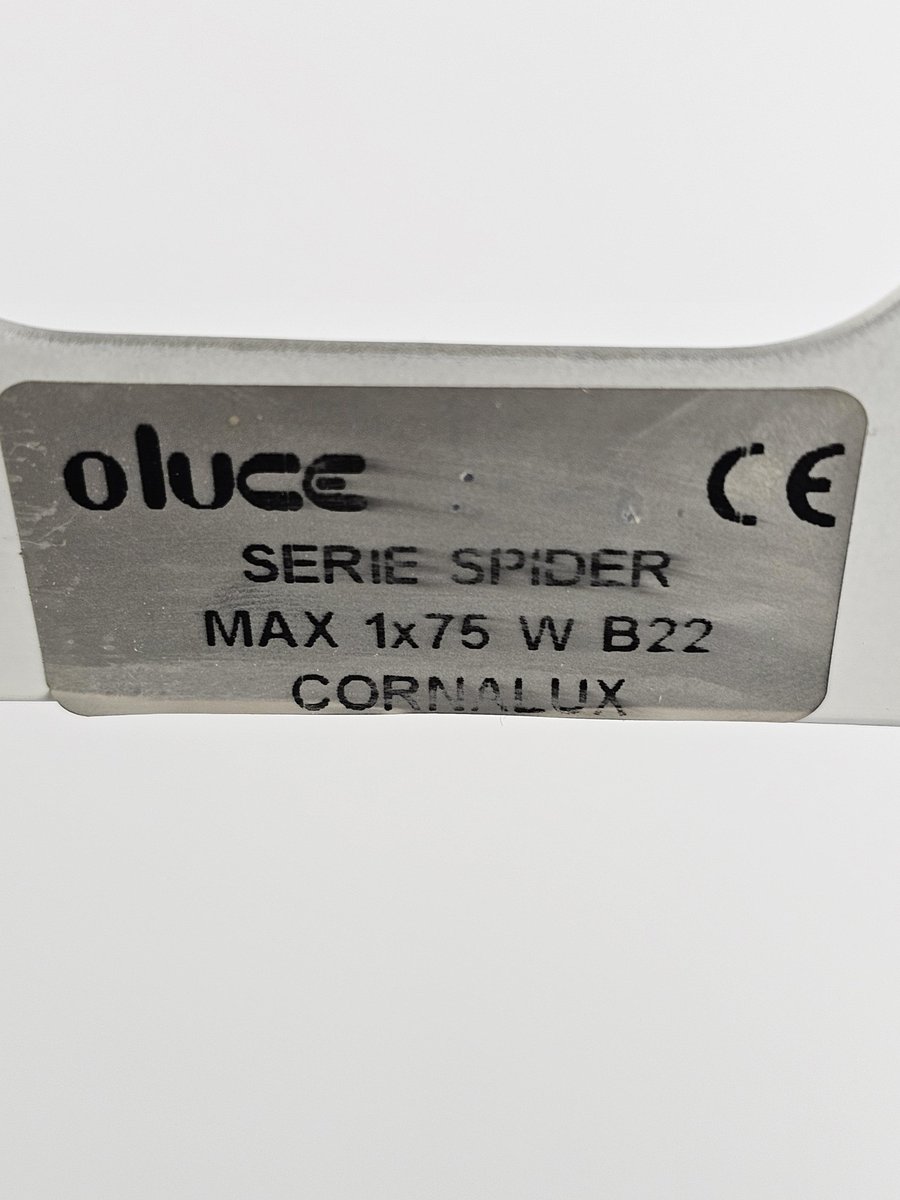 oluce CE
SERIE SPIDER
MAX 1x75 W B22
CORNALUX